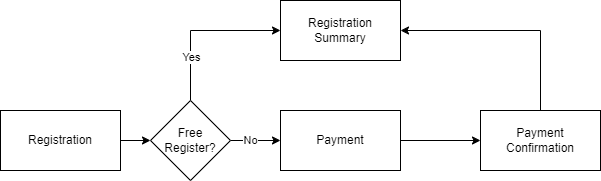 Registration
Summary
Yes
Registration
Free
Register?
No
Payment
Payment
Confirmation